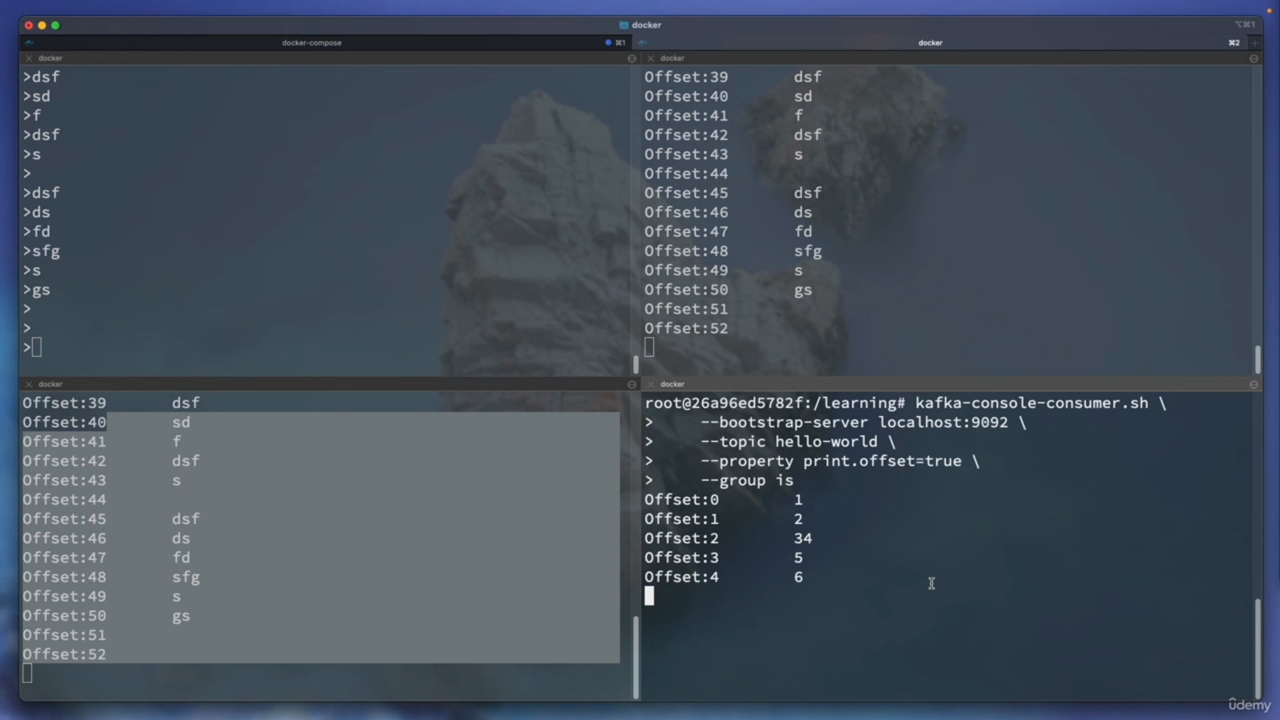 docker
⌥⌘1
docker-compose
⌘1
docker
⌘2
docker
>dsf
>sd
>f
>dsf
>s
>
>dsf
>ds
>fd
>sfg
>s
>gs
>
>
>
docker
Offset:39 dsf
Offset:40 sd
Offset:41 f
Offset:42 dsf
Offset:43 s
Offset:44
Offset:45 dsf
Offset:46 ds
Offset:47 fd
Offset:48 sfg
Offset:49 s
Offset:50 gs
Offset:51
Offset:52
docker
Offset:39 dsf
Offset:40 sd
Offset:41 f
Offset:42 dsf
Offset:43 s
Offset:44
Offset:45 dsf
Offset:46 ds
Offset:47 fd
Offset:48 sfg
Offset:49 s
Offset:50 gs
Offset:51
Offset:52
docker
root@26a96ed5782f:/learning# kafka-console-consumer.sh \
> --bootstrap-server localhost:9092 \
> --topic hello-world \
> --property print.offset=true \
> --group is
Offset:0 1
Offset:1 2
Offset:2 34
Offset:3 5
Offset:4 6
ûdemy